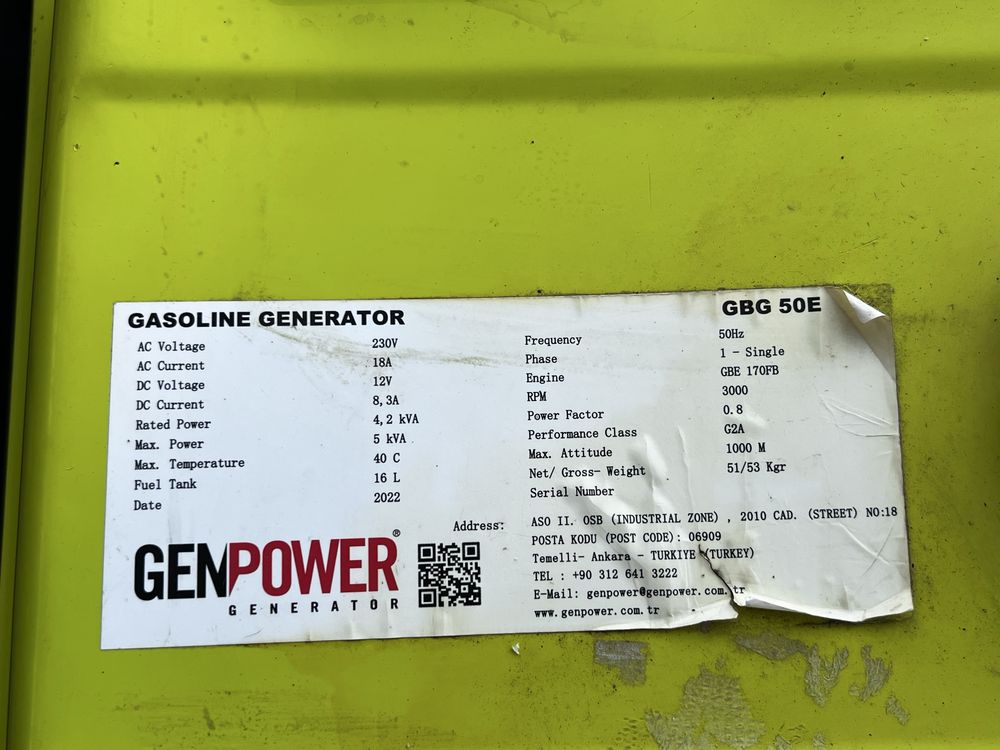 GASOLINE GENERATOR
GBG 50E
AC Voltage 230V
AC Current 18A
DC Voltage 12V
DC Current 8,3A
Rated Power 4,2 kVA
Max. Power 5 kVA
Max. Temperature 40 C
Fuel Tank 16 L
Date 2022
Frequency 50Hz
Phase 1 - Single
Engine GBE 170FB
RPM 3000
Power Factor 0.8
Performance Class G2A
Max. Attitude 1000 M
Net/ Gross- Weight 51/53 Kgr
Serial Number
Address: ASO II. OSB (INDUSTRIAL ZONE) , 2010 CAD. (STREET) NO:18
POSTA KODU (POST CODE): 06909
Temelli- Ankara - TURKIYE (TURKEY)
TEL : +90 312 641 3222
E-Mail: genpower@genpower.com.tr
www.genpower.com.tr
GENPOWER®
GENERATOR